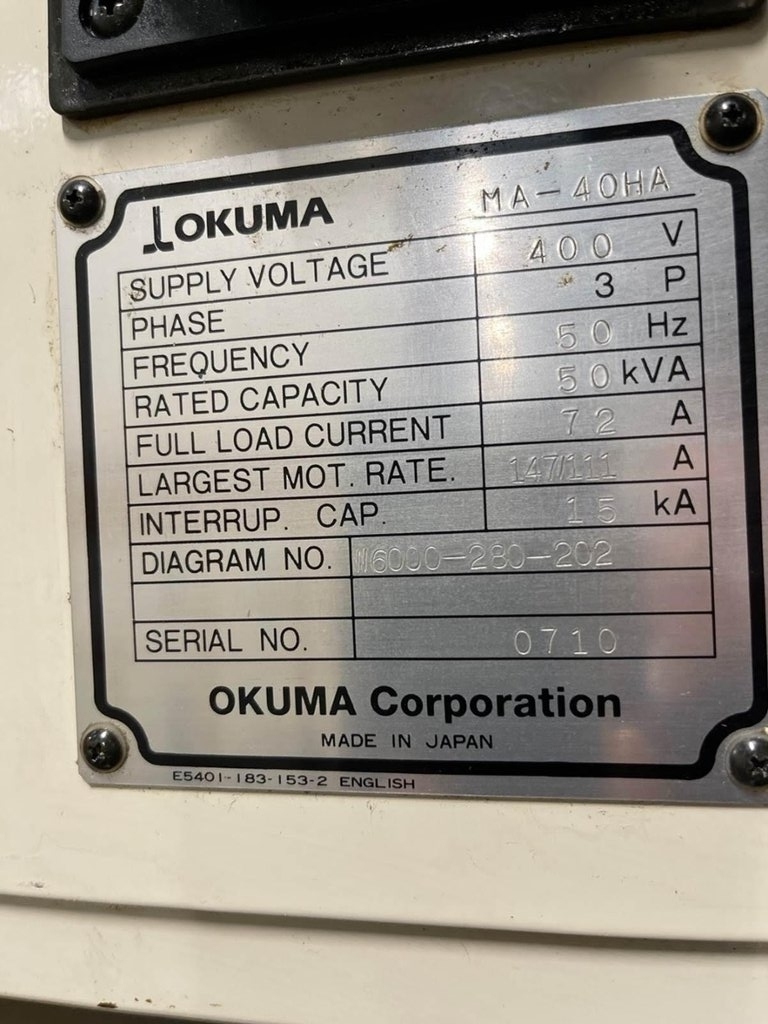 OKUMA MA-40HA
SUPPLY VOLTAGE 400 V
PHASE 3 P
FREQUENCY 50 Hz
RATED CAPACITY 50 kVA
FULL LOAD CURRENT 72 A
LARGEST MOT. RATE. 147/111 A
INTERRUP. CAP. 15 kA
DIAGRAM NO. W6000-280-202
SERIAL NO. 0710
OKUMA Corporation
MADE IN JAPAN
E5401-183-153-2 ENGLISH